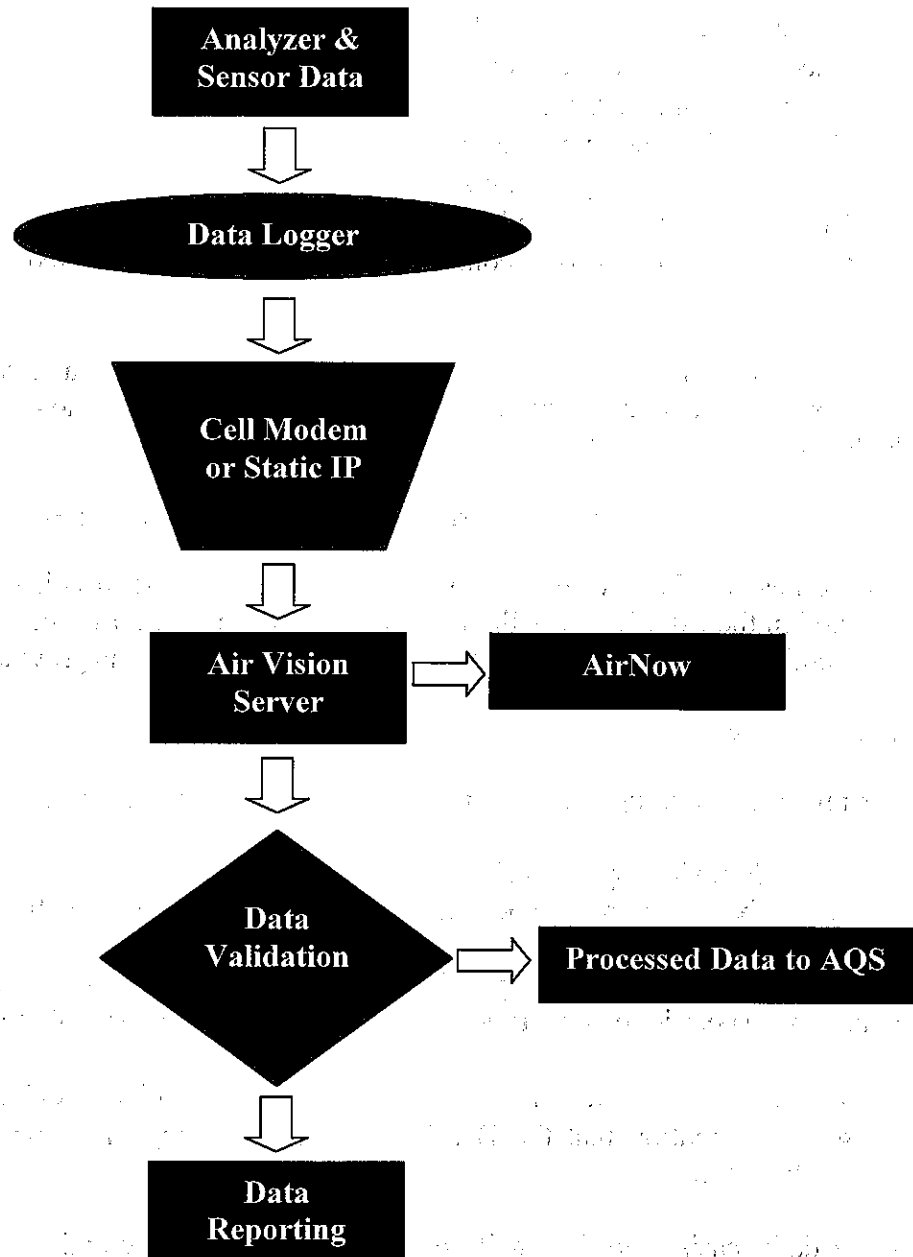 Analyzer &
Sensor Data
Data Logger
Cell Modem
or Static IP
Air Vision
Server
AirNow
Data
Validation
Processed Data to AQS
Data
Reporting